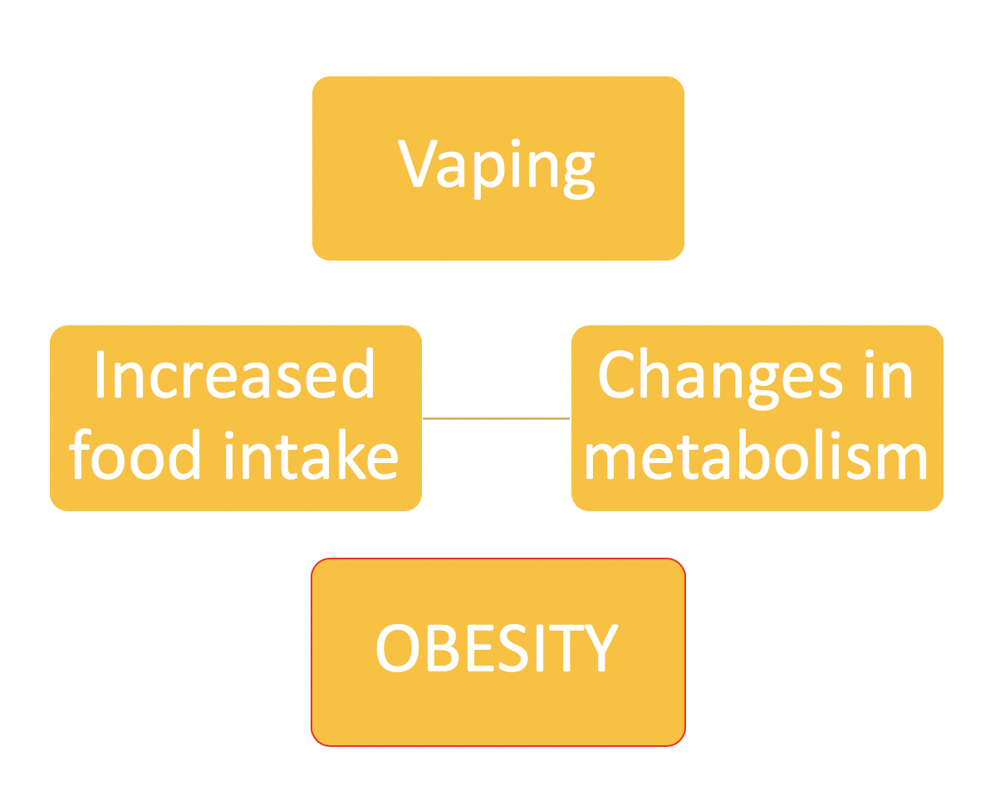 Vaping
Increased
food intake
Changes in
metabolism
OBESITY